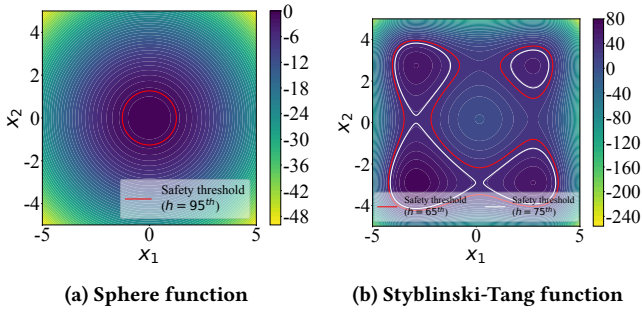 4
2
0
-2
-4
x₂
-5 0 5
x₁
0
-6
-12
-18
-24
-30
-36
-42
-48
Safety threshold
(h = 95ᵗʰ)
4
2
0
-2
-4
x₂
-5 0 5
x₁
80
40
0
-40
-80
-120
-160
-200
-240
Safety threshold
(h = 65ᵗʰ)
Safety threshold
(h = 75ᵗʰ)
(a) Sphere function
(b) Styblinski-Tang function